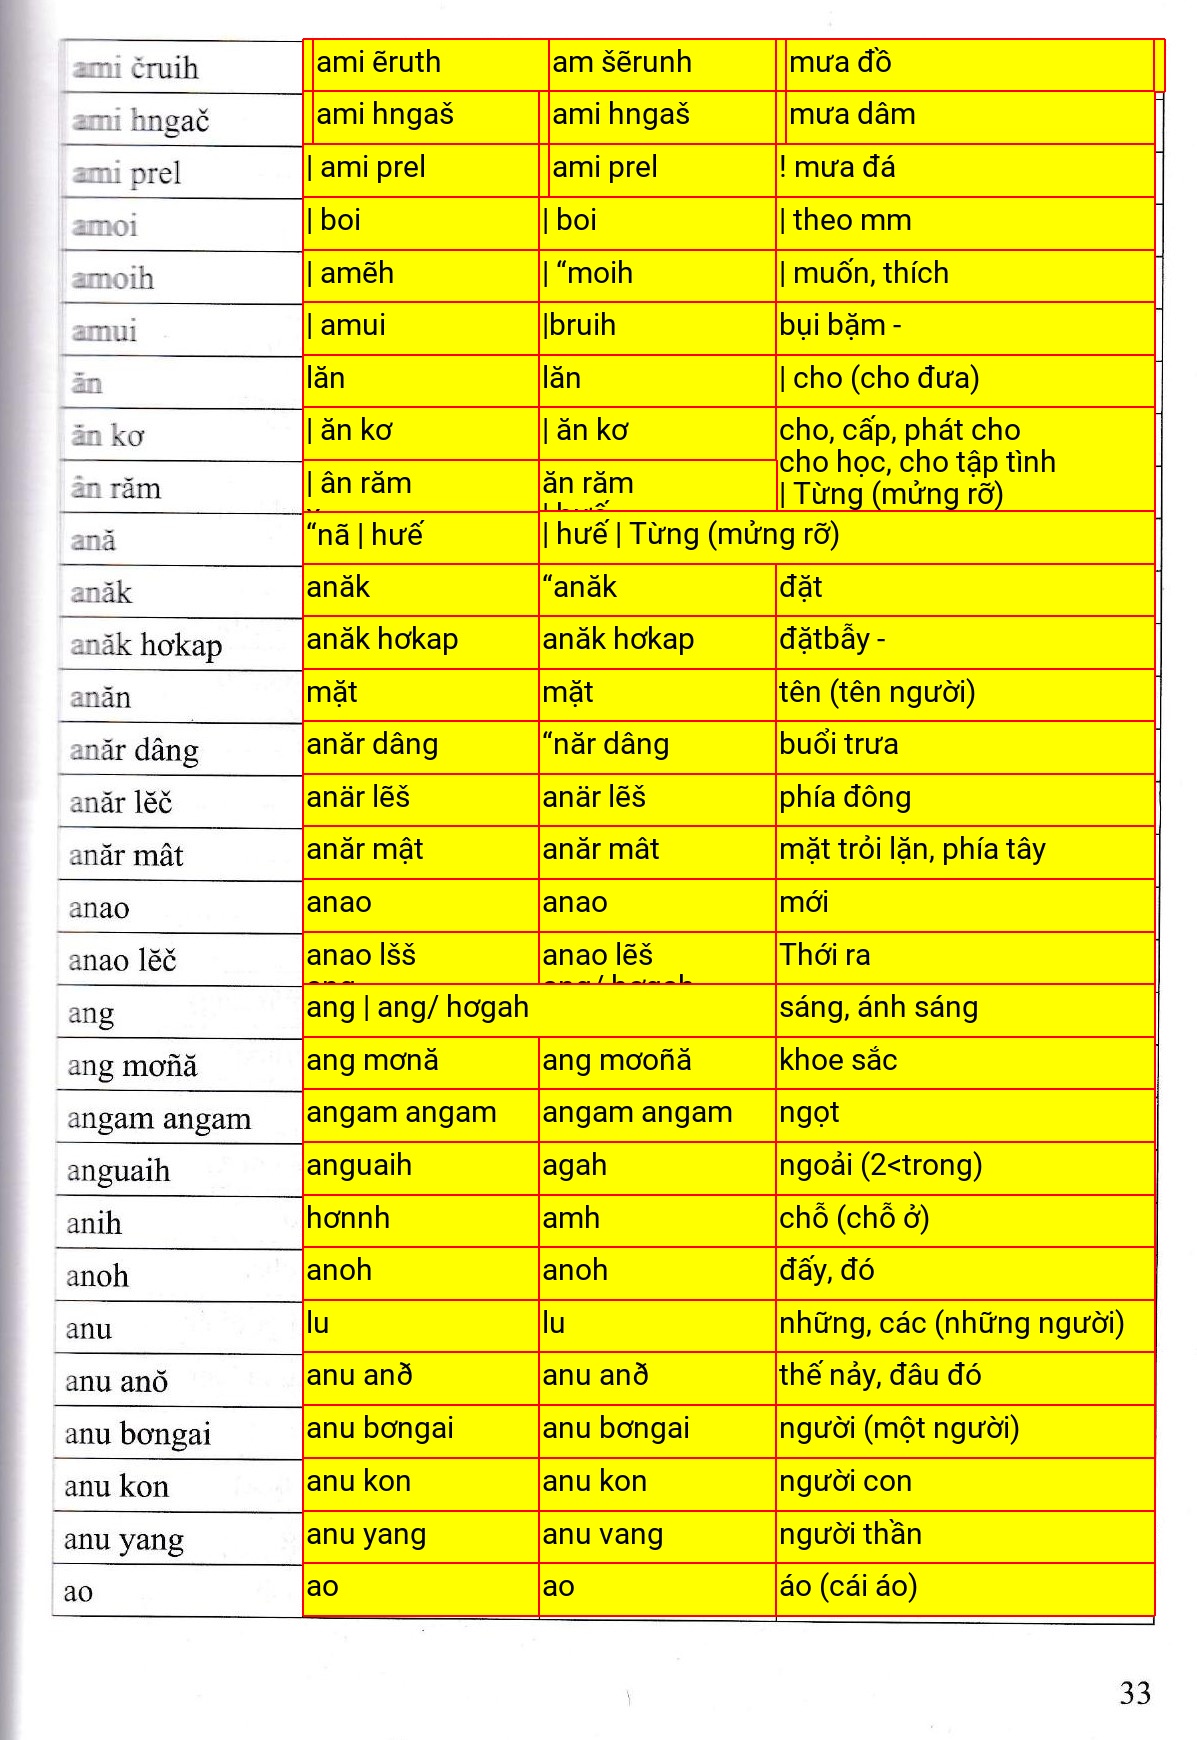 ami čruih ami ẽruth am šẽrunh mưa đồ
ami hngač ami hngaš ami hngaš mưa dâm
ami prel | ami prel ami prel ! mưa đá
amoi | boi | boi | theo mm
amoih | amẽh | “moih | muốn, thích
amui | amui |bruih bụi bặm -
ăn lăn lăn | cho (cho đưa)
ăn kơ | ăn kơ | ăn kơ cho, cấp, phát cho
cho học, cho tập tình
ăn răm | ân răm ăn răm | Từng (mửng rỡ)
ană “nã | huế | huế | Từng (mửng rỡ)
anăk anăk “anăk đặt
anăk hơkap anăk hơkap anăk hơkap đặtbẫy -
anăn mặt mặt tên (tên người)
anăr dâng anăr dâng “năr dâng buổi trưa
anăr lĕč anär lẽš anär lẽš phía đông
anăr mât anăr mật anăr mât mặt trỏi lặn, phía tây
anao anao anao mới
anao lĕč anao lšš anao lẽš Thới ra
ang ang | ang/ hơgah sáng, ánh sáng
ang mơñă ang mơnă ang mơoñă khoe sắc
angam angam angam angam angam angam ngọt
anguaih anguaih agah ngoải (2<trong)
anih hơnnh amh chỗ (chỗ ở)
anoh anoh anoh đấy, đó
anu lu lu những, các (những người)
anu anŏ anu anð anu anð thế nảy, đâu đó
anu bơngai anu bơngai anu bơngai người (một người)
anu kon anu kon anu kon người con
anu yang anu yang anu vang người thần
ao ao ao áo (cái áo)
33